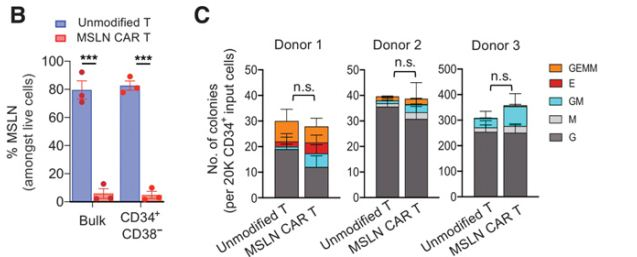 B
Unmodified T
MSLN CAR T
% MSLN
(amongst live cells)
100
80
60
40
20
0
***
***
Bulk
CD34+
CD38−
C
No. of colonies
(per 20K CD34+ input cells)
Donor 1
50
40
30
20
10
0
n.s.
Unmodified T
MSLN CAR T
Donor 2
50
40
30
20
10
0
n.s.
Unmodified T
MSLN CAR T
Donor 3
500
400
300
200
100
0
n.s.
Unmodified T
MSLN CAR T
GEMM
E
GM
M
G